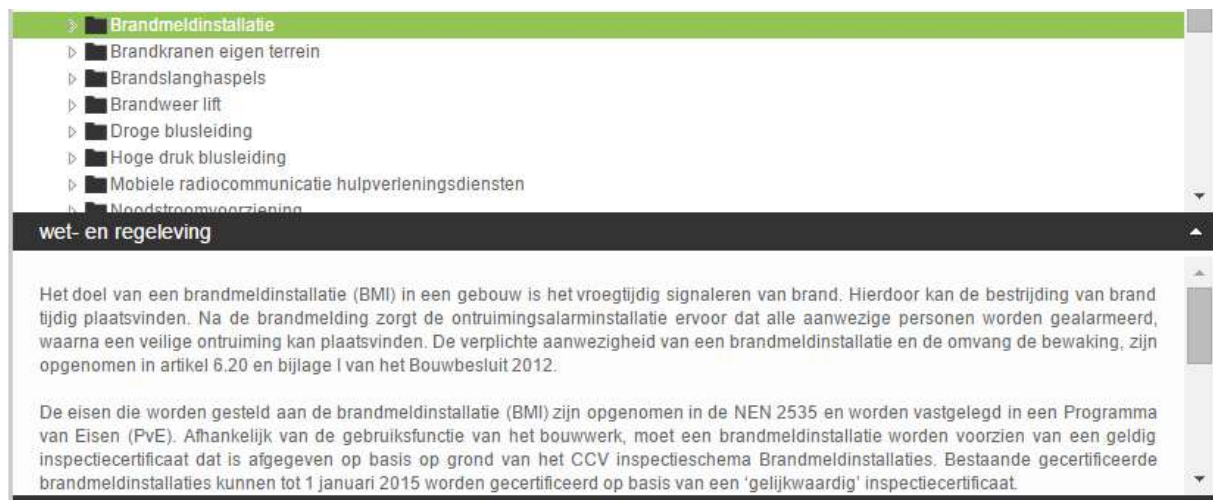 Brandmeldinstallatie
Brandkranen eigen terrein
Brandslanghaspels
Brandweer lift
Droge blusleiding
Hoge druk blusleiding
Mobiele radiocommunicatie hulpverleningsdiensten
Noodstroomvoorziening
wet- en regeleving
Het doel van een brandmeldinstallatie (BMI) in een gebouw is het vroegtijdig signaleren van brand. Hierdoor kan de bestrijding van brand
tijdig plaatsvinden. Na de brandmelding zorgt de ontruimingsalarminstallatie ervoor dat alle aanwezige personen worden gealarmeerd,
waarna een veilige ontruiming kan plaatsvinden. De verplichte aanwezigheid van een brandmeldinstallatie en de omvang de bewaking, zijn
opgenomen in artikel 6.20 en bijlage I van het Bouwbesluit 2012.
De eisen die worden gesteld aan de brandmeldinstallatie (BMI) zijn opgenomen in de NEN 2535 en worden vastgelegd in een Programma
van Eisen (PvE). Afhankelijk van de gebruiksfunctie van het bouwwerk, moet een brandmeldinstallatie worden voorzien van een geldig
inspectiecertificaat dat is afgegeven op basis op grond van het CCV inspectieschema Brandmeldinstallaties. Bestaande gecertificeerde
brandmeldinstallaties kunnen tot 1 januari 2015 worden gecertificeerd op basis van een ‘gelijkwaardig’ inspectiecertificaat.